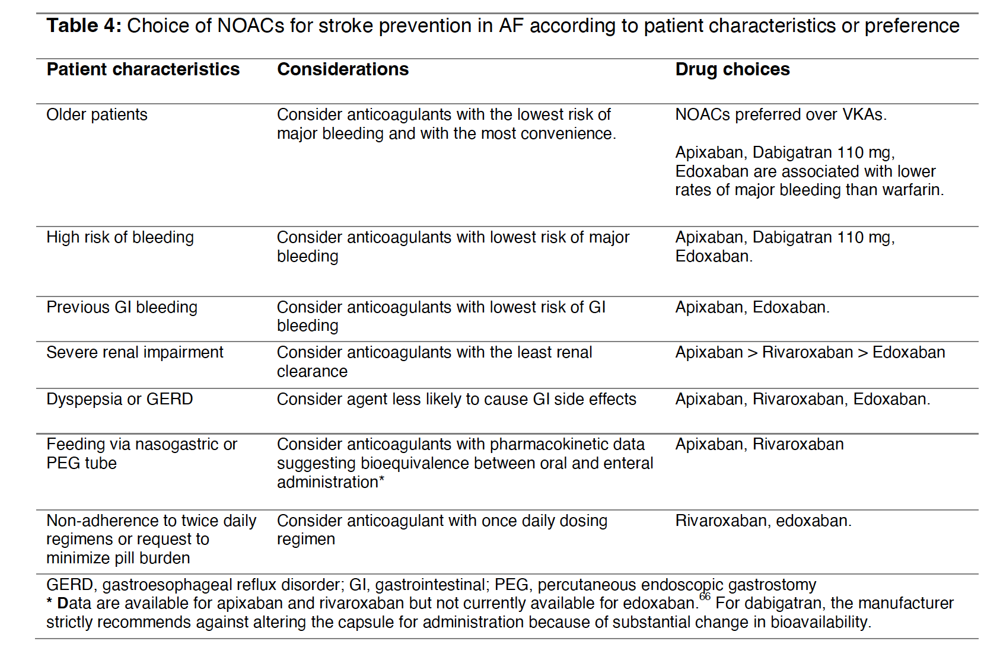 Table 4: Choice of NOACs for stroke prevention in AF according to patient characteristics or preference
Patient characteristics
Considerations
Drug choices
Older patients
Consider anticoagulants with the lowest risk of
major bleeding and with the most convenience.
NOACs preferred over VKAs.
Apixaban, Dabigatran 110 mg,
Edoxaban are associated with lower
rates of major bleeding than warfarin.
High risk of bleeding
Consider anticoagulants with lowest risk of major
bleeding
Apixaban, Dabigatran 110 mg,
Edoxaban.
Previous GI bleeding
Consider anticoagulants with lowest risk of GI
bleeding
Apixaban, Edoxaban.
Severe renal impairment
Consider anticoagulants with the least renal
clearance
Apixaban > Rivaroxaban > Edoxaban
Dyspepsia or GERD
Consider agent less likely to cause GI side effects
Apixaban, Rivaroxaban, Edoxaban.
Feeding via nasogastric or
PEG tube
Consider anticoagulants with pharmacokinetic data
suggesting bioequivalence between oral and enteral
administration*
Apixaban, Rivaroxaban
Non-adherence to twice daily
regimens or request to
minimize pill burden
Consider anticoagulant with once daily dosing
regimen
Rivaroxaban, edoxaban.
GERD, gastroesophageal reflux disorder; GI, gastrointestinal; PEG, percutaneous endoscopic gastrostomy
* Data are available for apixaban and rivaroxaban but not currently available for edoxaban.66 For dabigatran, the manufacturer
strictly recommends against altering the capsule for administration because of substantial change in bioavailability.